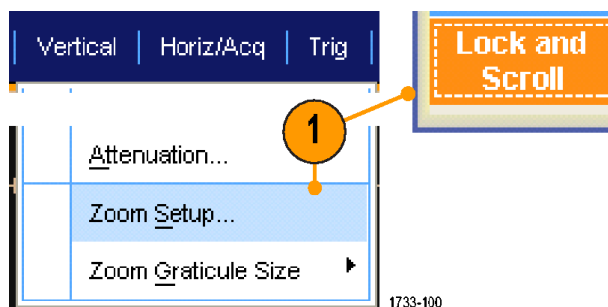 Vertical | Horiz/Acq | Trig |
Lock and
Scroll
1
Attenuation...
Zoom Setup...
Zoom Graticule Size
1733-100